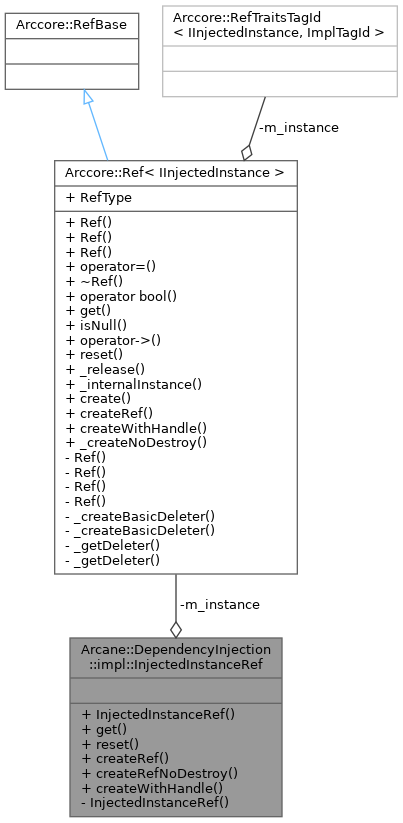 Arccore::RefBase
Arccore::RefTraitsTagId
< IInjectedInstance, ImplTagId >
-m_instance
Arccore::Ref< IInjectedInstance >
+ RefType
+ Ref()
+ Ref()
+ Ref()
+ operator=()
+ ~Ref()
+ operator bool()
+ get()
+ isNull()
+ operator->()
+ reset()
+ _release()
+ _internalInstance()
+ create()
+ createRef()
+ createWithHandle()
+ _createNoDestroy()
- Ref()
- Ref()
- Ref()
- Ref()
- _createBasicDeleter()
- _createBasicDeleter()
- _getDeleter()
- _getDeleter()
-m_instance
Arcane::DependencyInjection
::impl::InjectedInstanceRef
+ InjectedInstanceRef()
+ get()
+ reset()
+ createRef()
+ createRefNoDestroy()
+ createWithHandle()
- InjectedInstanceRef()